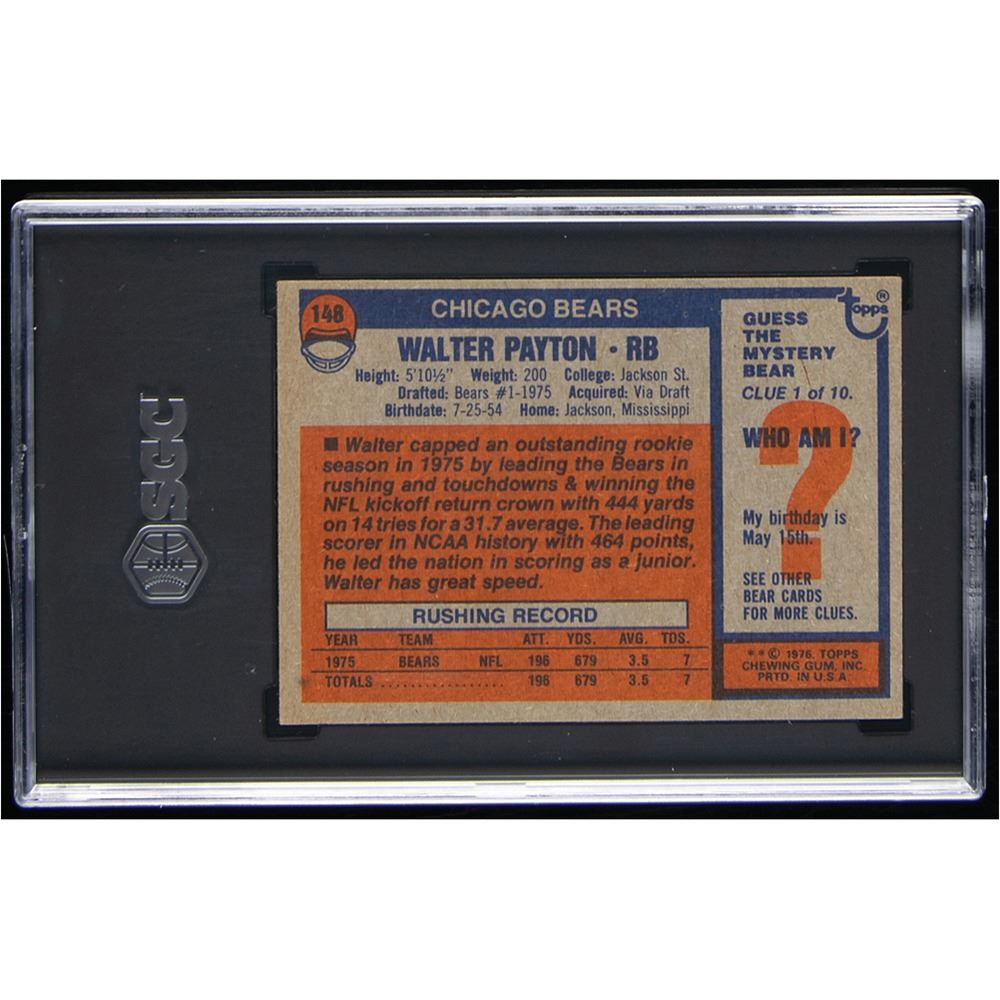 SGC
148
CHICAGO BEARS
WALTER PAYTON • RB
Height: 5'10½" Weight: 200 College: Jackson St.
Drafted: Bears #1-1975 Acquired: Via Draft
Birthdate: 7-25-54 Home: Jackson, Mississippi
■ Walter capped an outstanding rookie
season in 1975 by leading the Bears in
rushing and touchdowns & winning the
NFL kickoff return crown with 444 yards
on 14 tries for a 31.7 average. The leading
scorer in NCAA history with 464 points,
he led the nation in scoring as a junior.
Walter has great speed.
RUSHING RECORD
YEAR TEAM ATT. YDS. AVG. TDS.
1975 BEARS NFL 196 679 3.5 7
TOTALS .................... 196 679 3.5 7
topps ®
GUESS
THE
MYSTERY
BEAR
CLUE 1 of 10.
?
WHO AM I?
My birthday is
May 15th.
SEE OTHER
BEAR CARDS
FOR MORE CLUES.
* * © 1976. TOPPS
CHEWING GUM, INC.
PRTD. IN U.S.A.